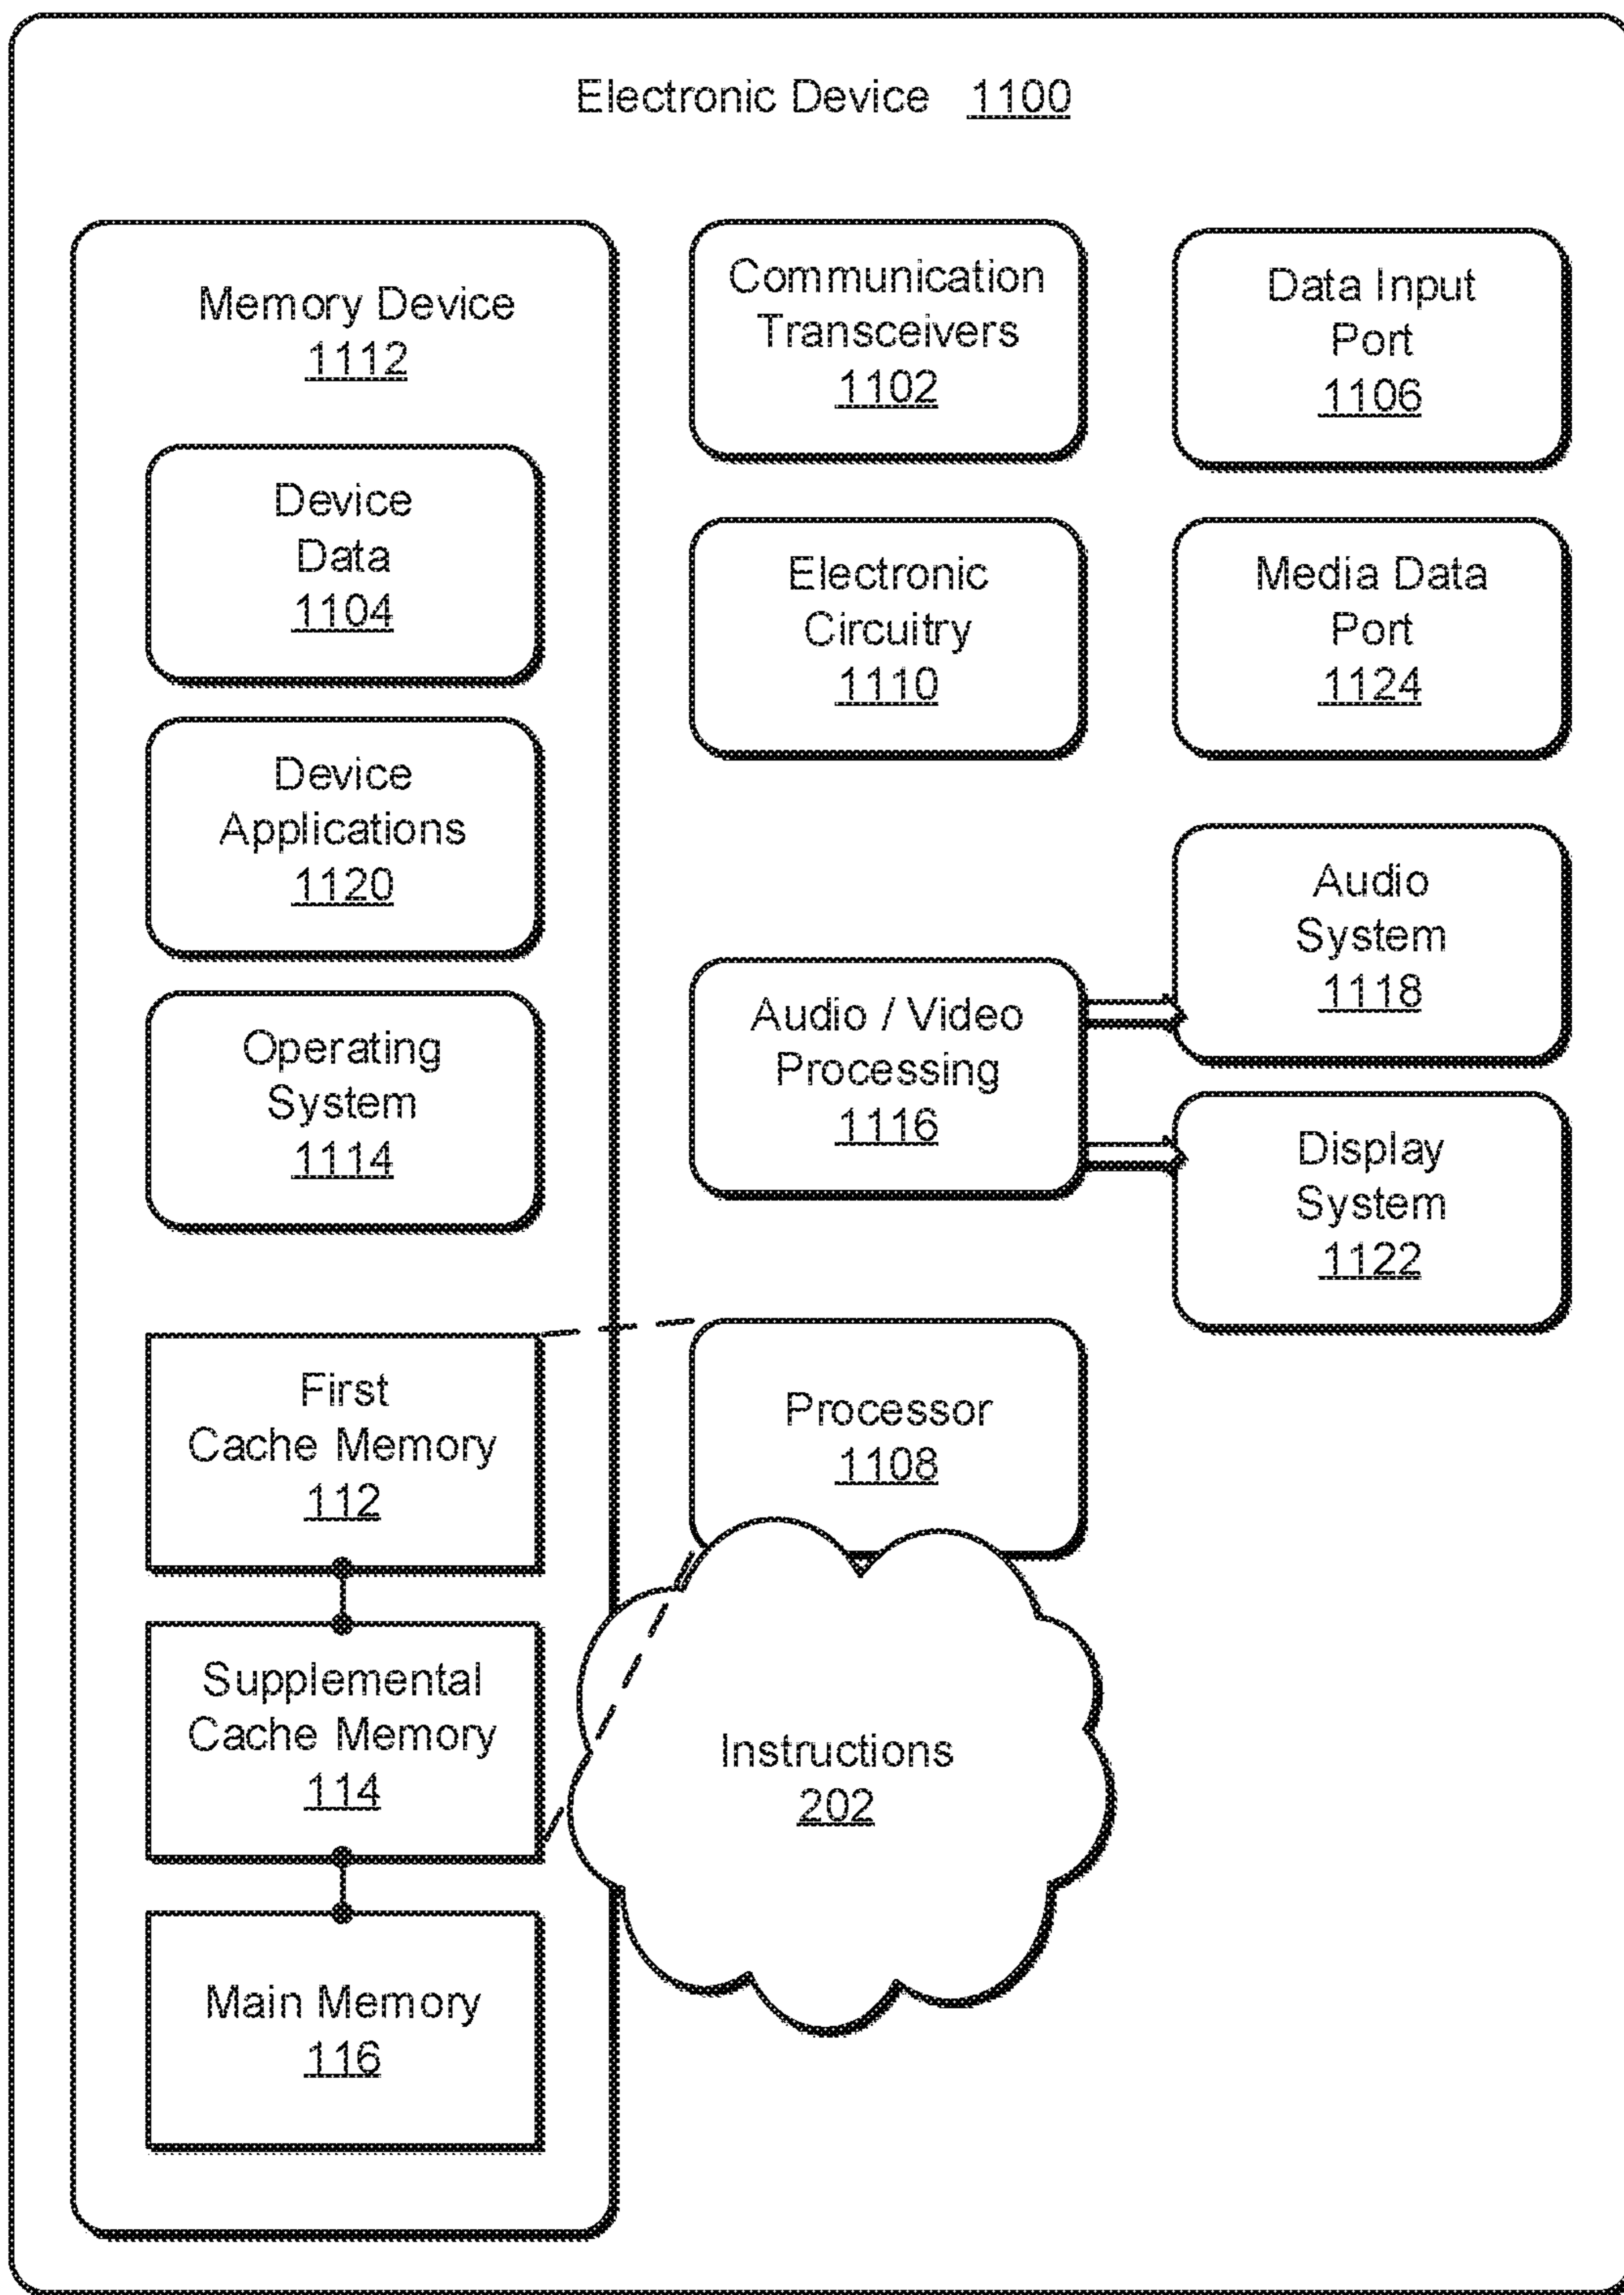 Electronic Device 1100
Memory Device
1112
Device
Data
1104
Device
Applications
1120
Operating
System
1114
First
Cache Memory
112
Supplemental
Cache Memory
114
Main Memory
116
Communication
Transceivers
1102
Electronic
Circuitry
1110
Audio / Video
Processing
1116
Processor
1108
Instructions
202
Data Input
Port
1106
Media Data
Port
1124
Audio
System
1118
Display
System
1122